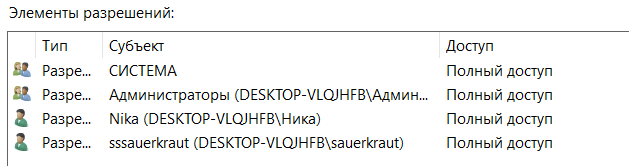 Элементы разрешений:
Тип Субъект Доступ
Разре... СИСТЕМА Полный доступ
Разре... Администраторы (DESKTOP-VLQJHFB\Админ... Полный доступ
Разре... Nika (DESKTOP-VLQJHFB\Ника) Полный доступ
Разре... sssauerkraut (DESKTOP-VLQJHFB\sauerkraut) Полный доступ